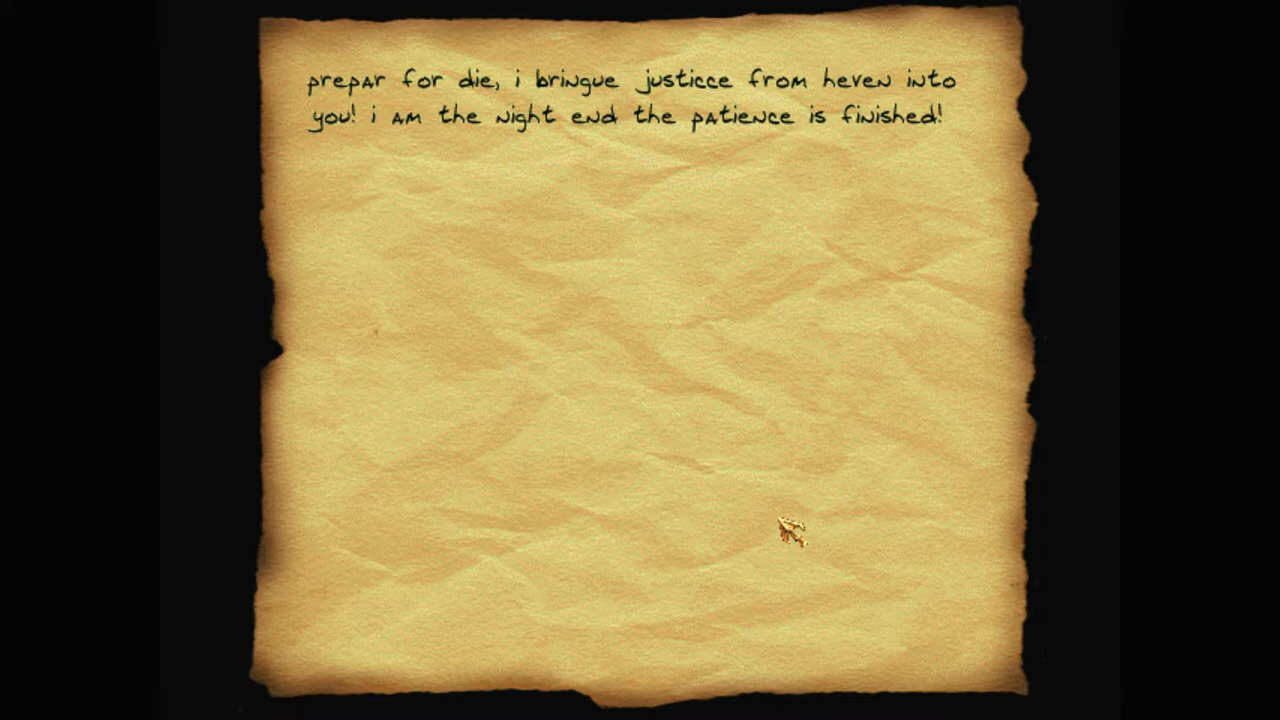 prepar for die, i bringue justicce from heven into
you! i am the night end the patience is finished!